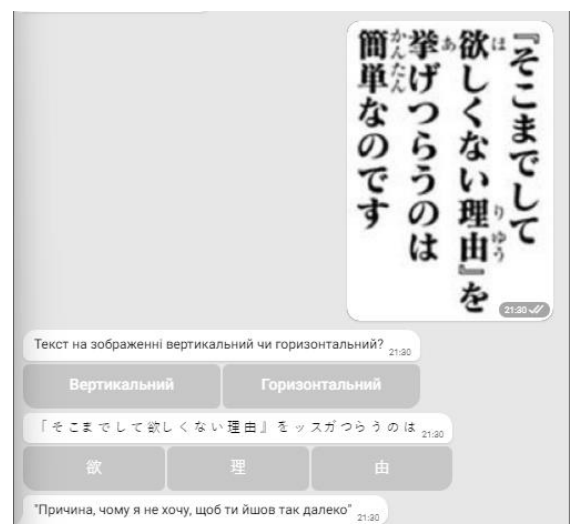 『そこまでして
欲しくない理由』を
挙げつらうのは
簡単なのです
ほ
り ゆう
あ
かんたん
21:30
Текст на зображенні вертикальний чи горизонтальний? 21:30
Вертикальний Горизонтальний
「そこまでして欲しくない理由』をッスガつらうのは 21:30
欲 理 由
"Причина, чому я не хочу, щоб ти йшов так далеко" 21:30